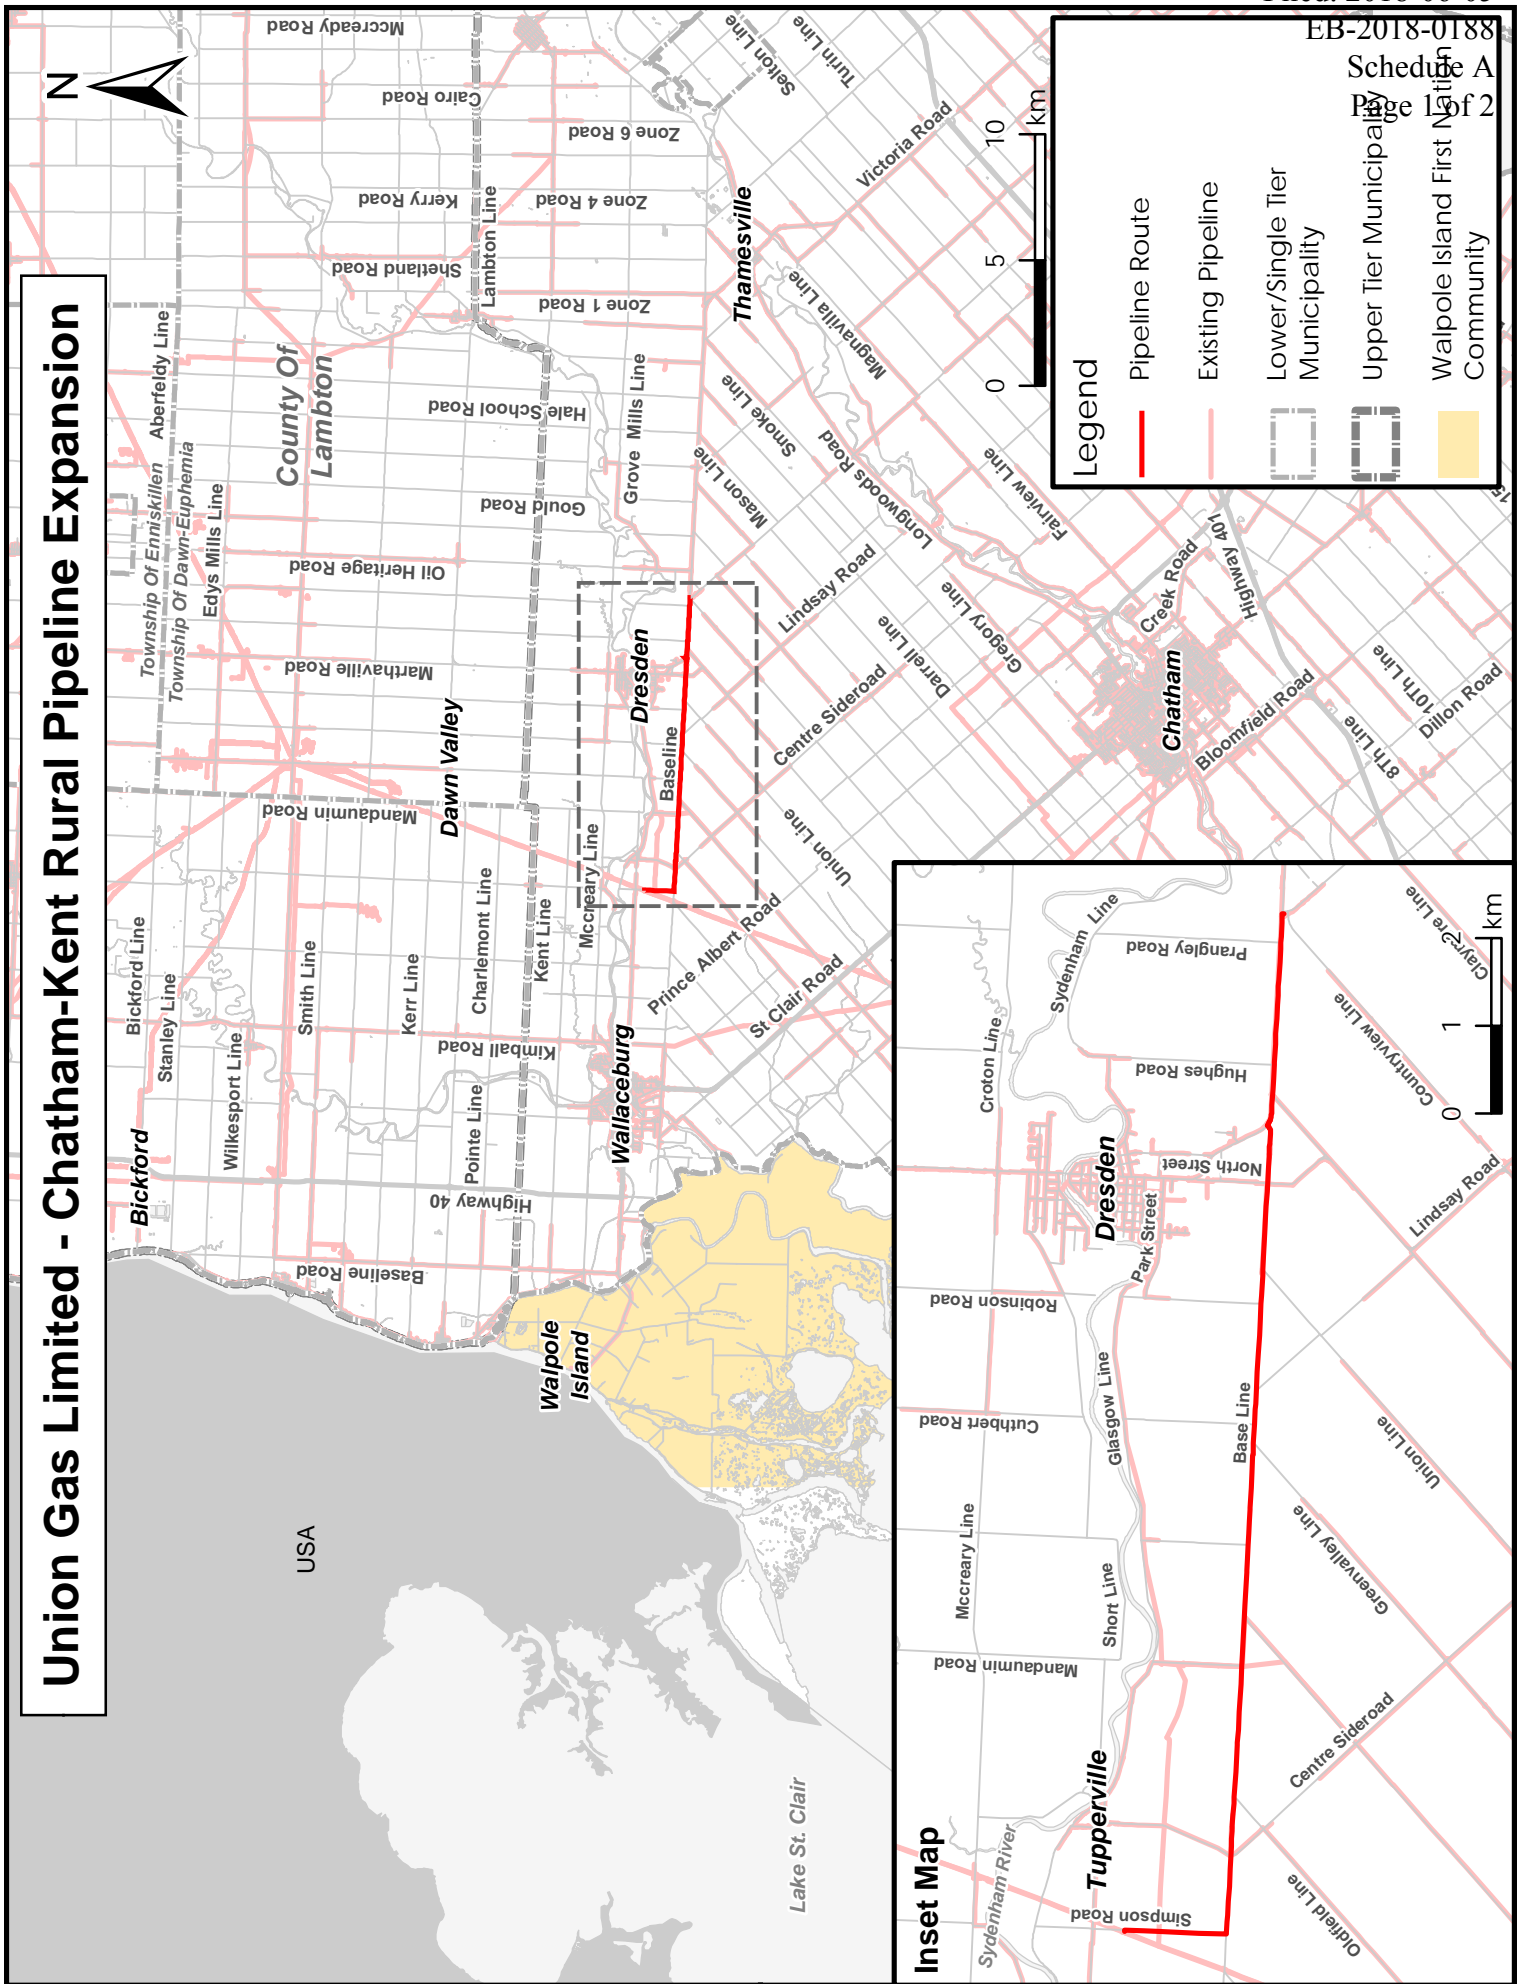 EB-2018-0188
Schedule A
Page 1 of 2
Union Gas Limited - Chatham-Kent Rural Pipeline Expansion
N
USA
Bickford
Bickford Line
Stanley Line
Wilkesport Line
Smith Line
Kerr Line
Charlemont Line
Pointe Line
Kent Line
Kimball Road
Highway 40
Baseline Road
Mandaumin Road
Marthaville Road
Oil Heritage Road
Gould Road
Hale School Road
Shetland Road
Kerry Road
Cairo Road
Mccready Road
Township Of Enniskillen
Township Of Dawn-Euphemia
Aberfeldy Line
Edys Mills Line
County Of
Lambton
Lambton Line
Dawn Valley
Zone 1 Road
Zone 4 Road
Zone 6 Road
Selton Line
Turin Line
Victoria Road
Thamesville
Grove Mills Line
Mccreary Line
Dresden
Baseline
Wallaceburg
Walpole
Island
Lake St. Clair
Prince Albert Road
St Clair Road
Union Line
Centre Sideroad
Darrell Line
Lindsay Road
Gregory Line
Mason Line
Smoke Line
Longwoods Road
Magnavilla Line
Fairview Line
Creek Road
Highway 401
Chatham
Bloomfield Road
8Th Line
10Th Line
Dillon Road
0 5 10
km
Legend
Pipeline Route
Existing Pipeline
Lower/Single Tier
Municipality
Upper Tier Municipality
Walpole Island First Nation
Community
Inset Map
Sydenham River
Tupperville
Simpson Road
Mandaumin Road
Mccreary Line
Short Line
Cuthbert Road
Glasgow Line
Robinson Road
Park Street
Dresden
North Street
Croton Line
Sydenham Line
Hughes Road
Prangley Road
Base Line
Oldfield Line
Centre Sideroad
Greenvalley Line
Union Line
Lindsay Road
Countryview Line
0 1 2
km